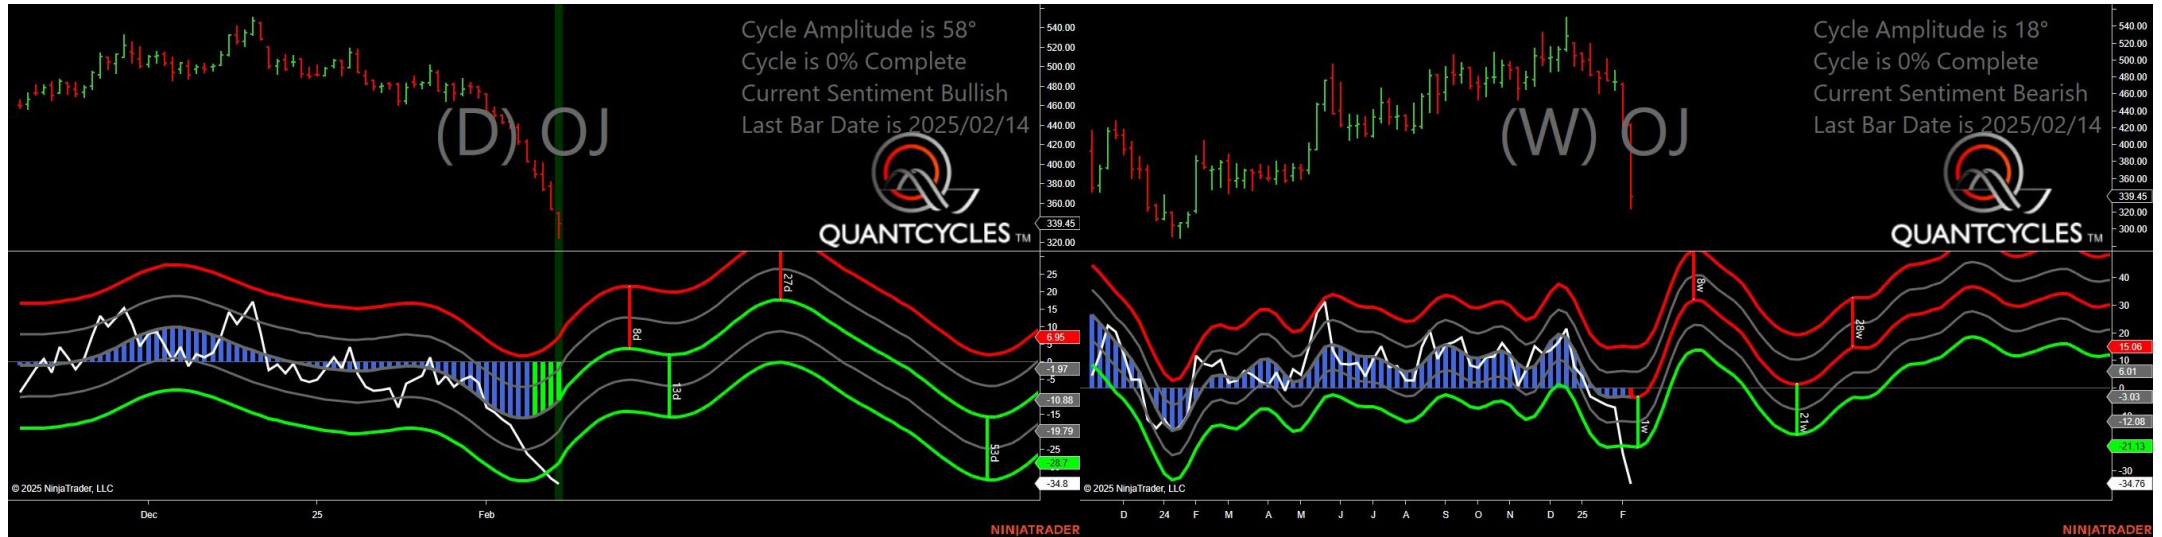 Cycle Amplitude is 58°
Cycle is 0% Complete
Current Sentiment Bullish
Last Bar Date is 2025/02/14
(D) OJ
QUANTCYCLES TM
540.00
520.00
500.00
480.00
460.00
440.00
420.00
400.00
380.00
360.00
339.45
320.00
27d
8d
13d
53d
25
20
15
10
6.95
0
-1.97
-5
-10.88
-15
-19.79
-25
-28.7
-34.8
© 2025 NinjaTrader, LLC
Dec 25 Feb
NINJATRADER
Cycle Amplitude is 18°
Cycle is 0% Complete
Current Sentiment Bearish
Last Bar Date is 2025/02/14
(W) OJ
QUANTCYCLES TM
540.00
520.00
500.00
480.00
460.00
440.00
420.00
400.00
380.00
360.00
339.45
320.00
300.00
8w
28w
1w
21w
40
30
20
15.06
10
6.01
0
-3.03
-12.08
-21.13
-30
-34.76
© 2025 NinjaTrader, LLC
D 24 F M A M J J A S O N D 25 F
NINJATRADER